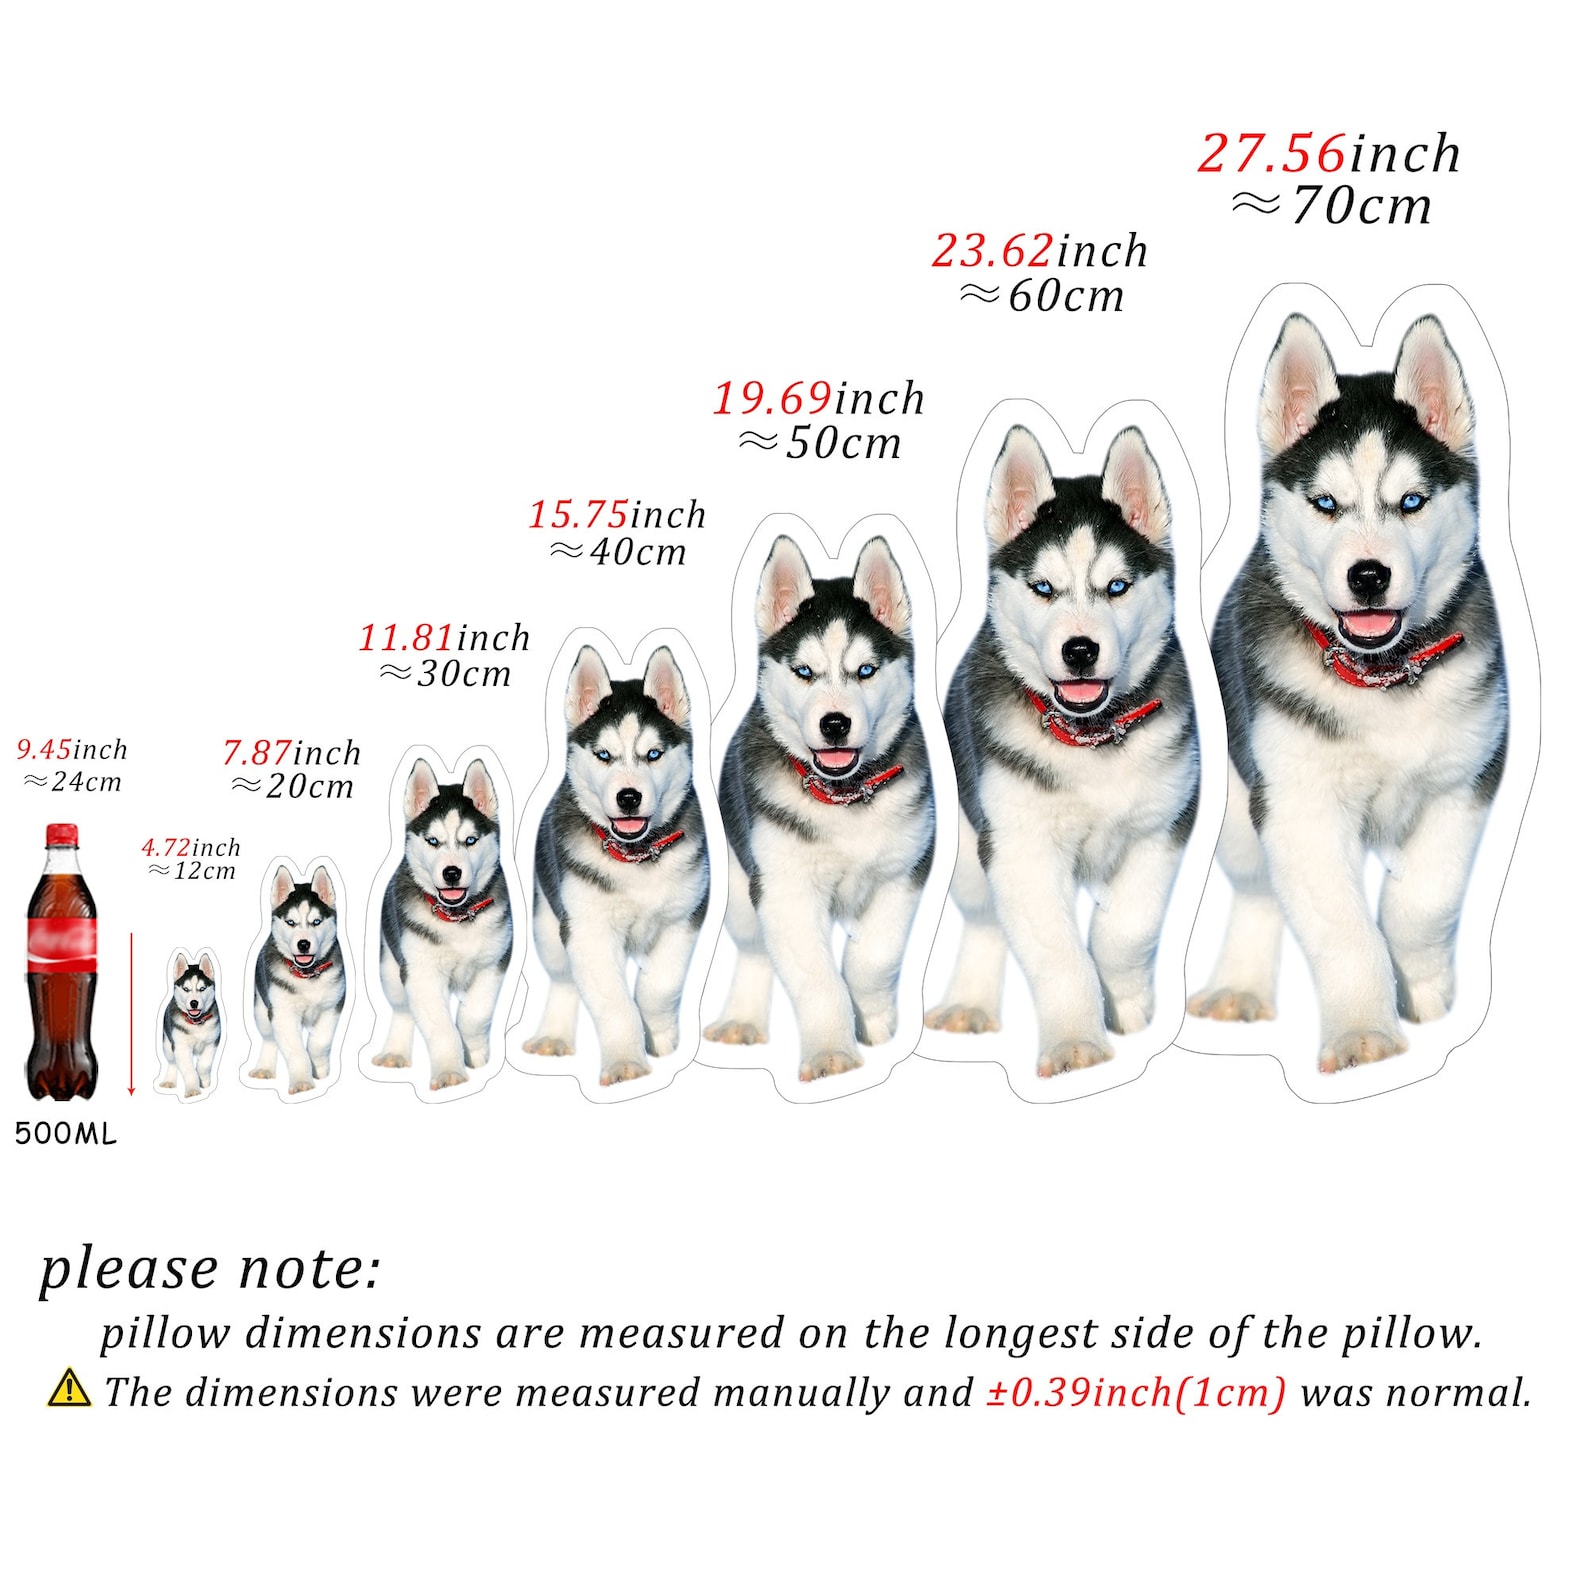 27.56inch
≈70cm
23.62inch
≈60cm
19.69inch
≈50cm
15.75inch
≈40cm
11.81inch
≈30cm
9.45inch
≈24cm
7.87inch
≈20cm
4.72inch
≈12cm
500ML
please note:
pillow dimensions are measured on the longest side of the pillow.
The dimensions were measured manually and ±0.39inch(1cm) was normal.